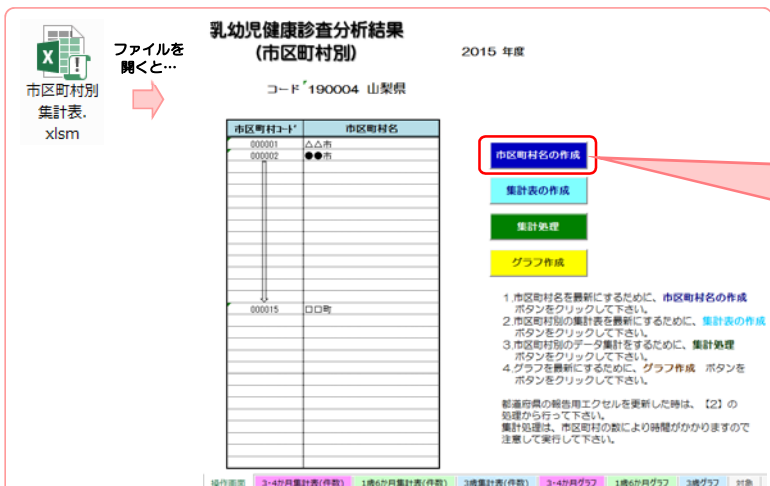 乳幼児健康診査分析結果
(市区町村別)
2015 年度
コード 190004 山梨県
ファイルを
開くと…
市区町村別
集計表.
xlsm
市区町村コード 市区町村名
000001 △△市
000002 ●●市
000015 □□町
市区町村名の作成
集計表の作成
集計処理
グラフ作成
1.市区町村名を最新にするために、市区町村名の作成
ボタンをクリックして下さい。
2.市区町村別の集計表を最新にするために、集計表の作成
ボタンをクリックして下さい。
3.市区町村別のデータ集計をするために、集計処理
ボタンをクリックして下さい。
4.グラフを最新にするために、グラフ作成 ボタンを
ボタンをクリックして下さい。
都道府県の報告用エクセルを更新した時は、【2】の
処理から行って下さい。
集計処理は、市区町村の数により時間がかかりますので
注意して実行して下さい。
操作画面 3-4か月集計表(件数) 1歳6か月集計表(件数) 3歳集計表(件数) 3-4か月グラフ 1歳6か月グラフ 3歳グラフ 対象